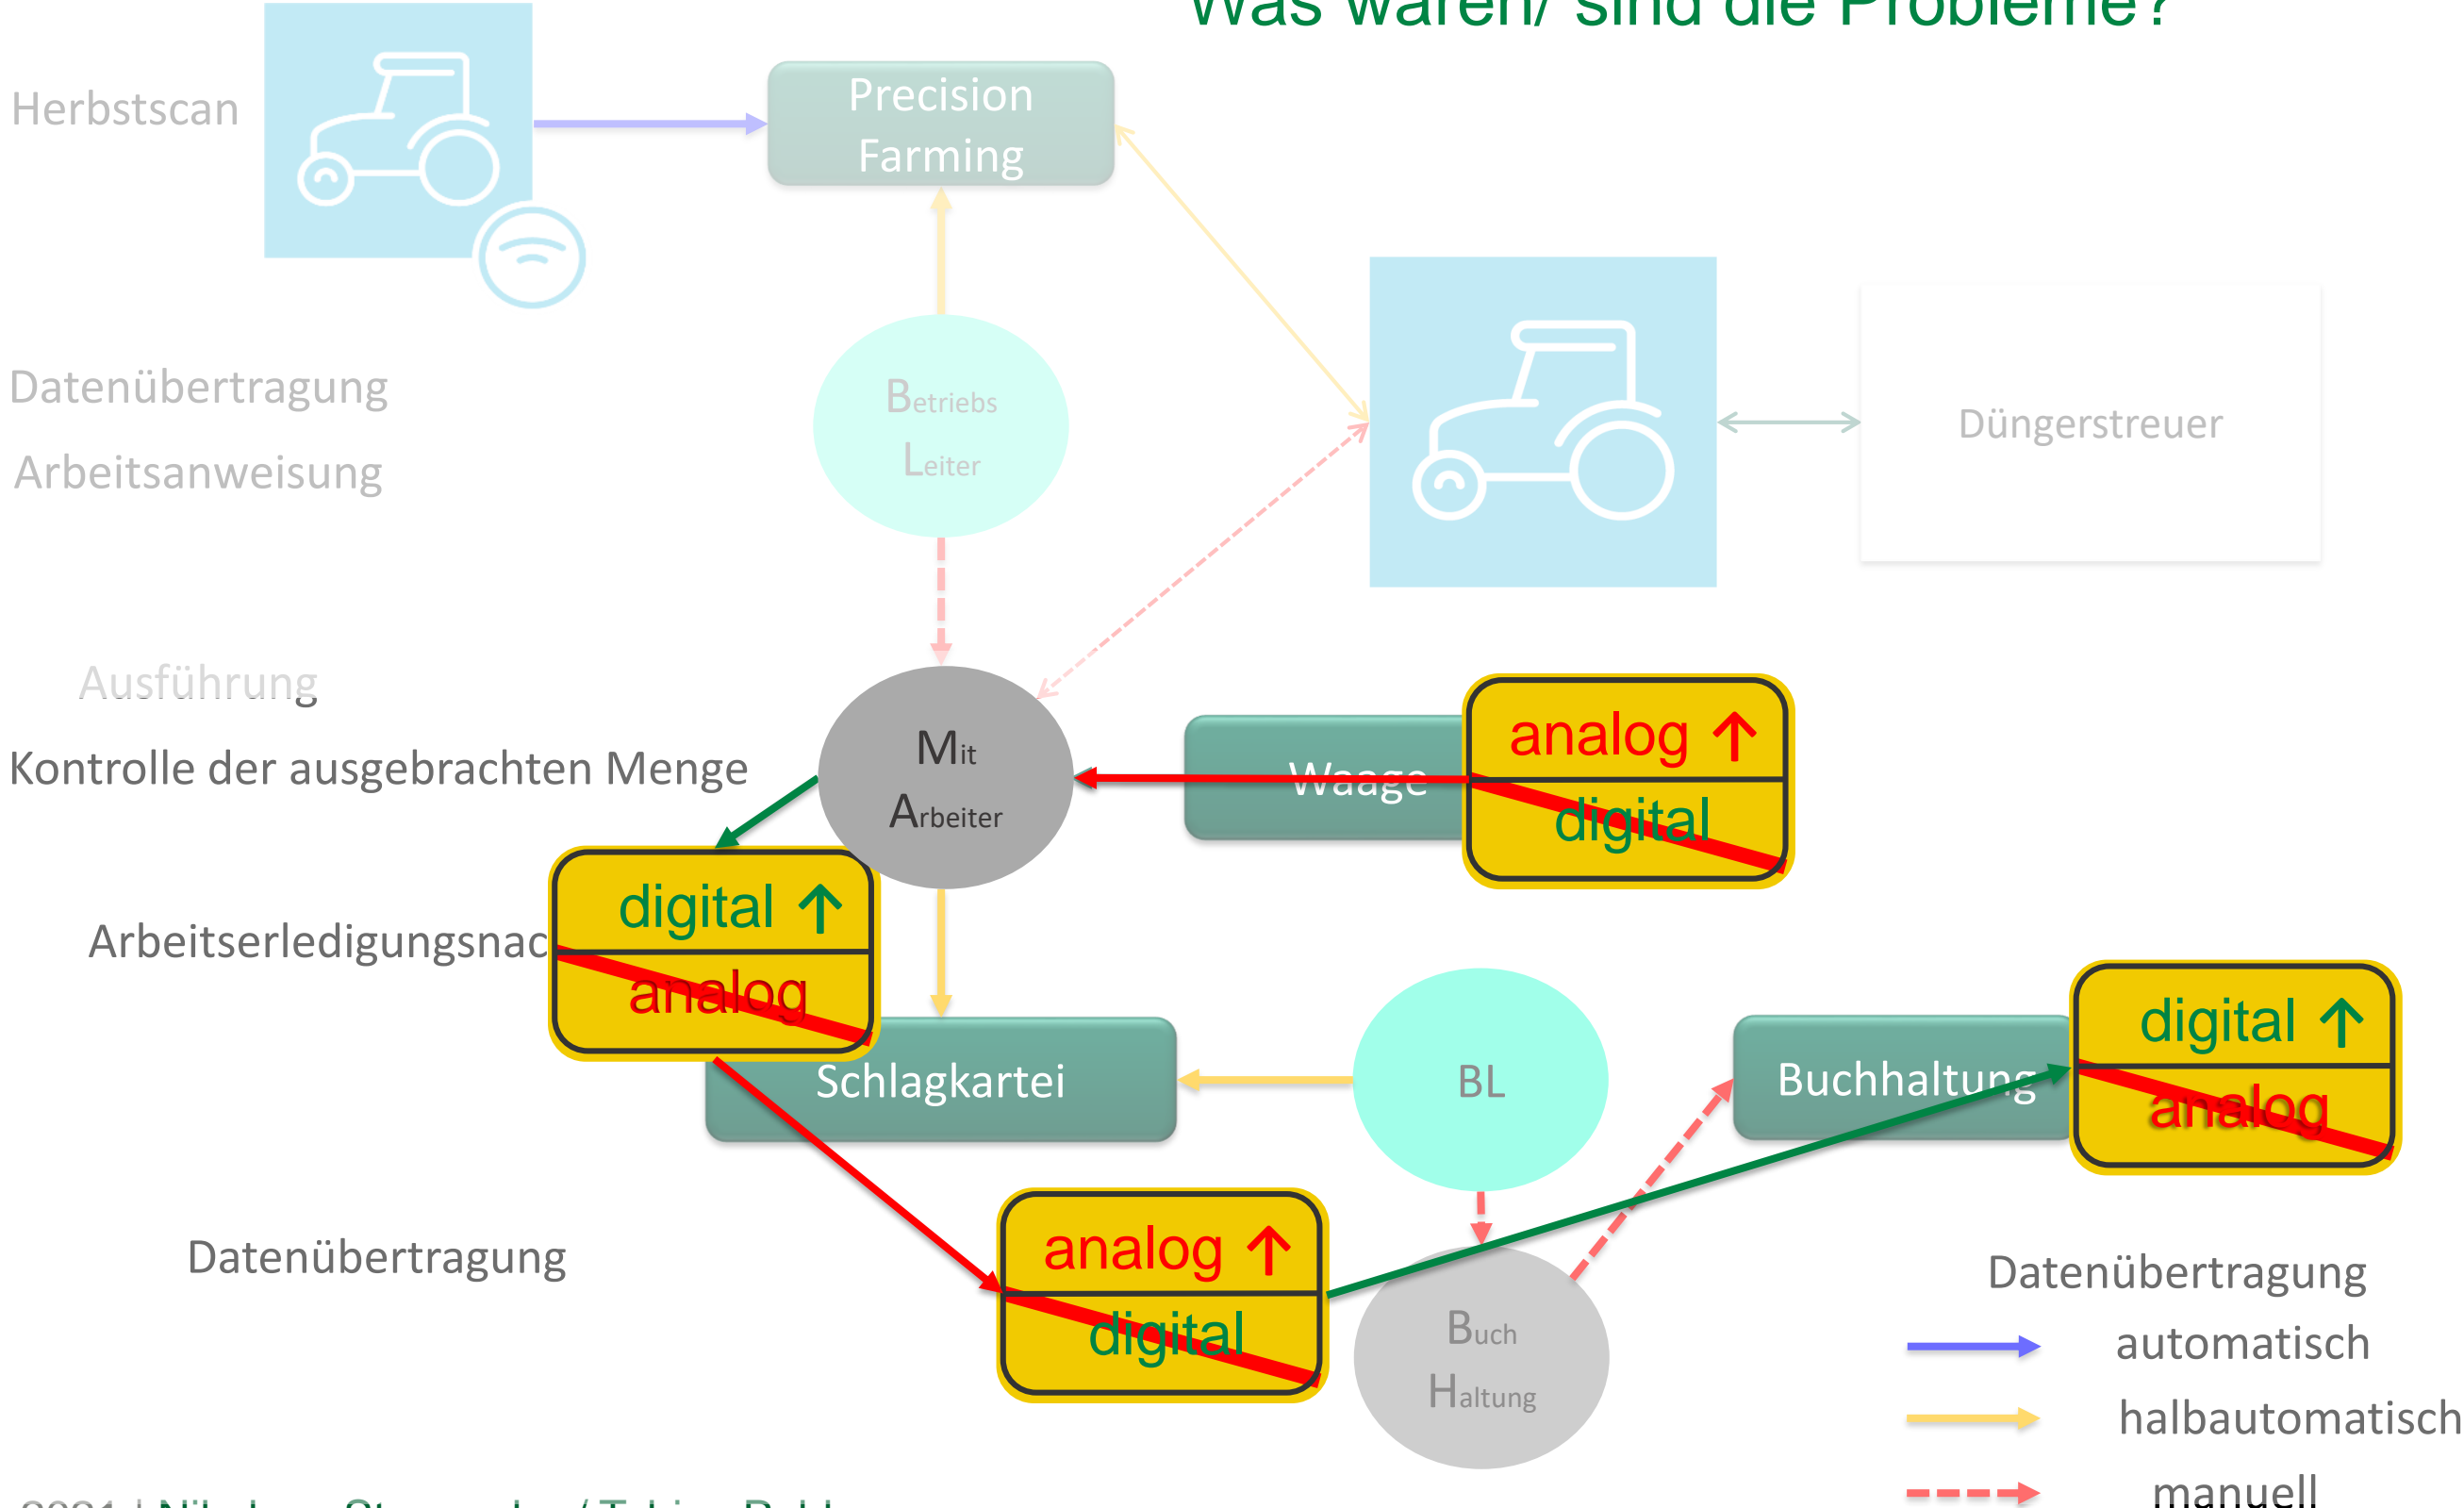 Was waren/ sind die Probleme?
Herbstscan
Precision
Farming
Datenübertragung
Arbeitsanweisung
Betriebs
Leiter
Düngerstreuer
Ausführung
Kontrolle der ausgebrachten Menge
Mit
Arbeiter
Waage
analog ↑
digital
Arbeitserledigungsnac
digital ↑
analog
Schlagkartei
BL
Buchhaltung
digital ↑
analog
Datenübertragung
analog ↑
digital
Buch
Haltung
Datenübertragung
automatisch
halbautomatisch
manuell